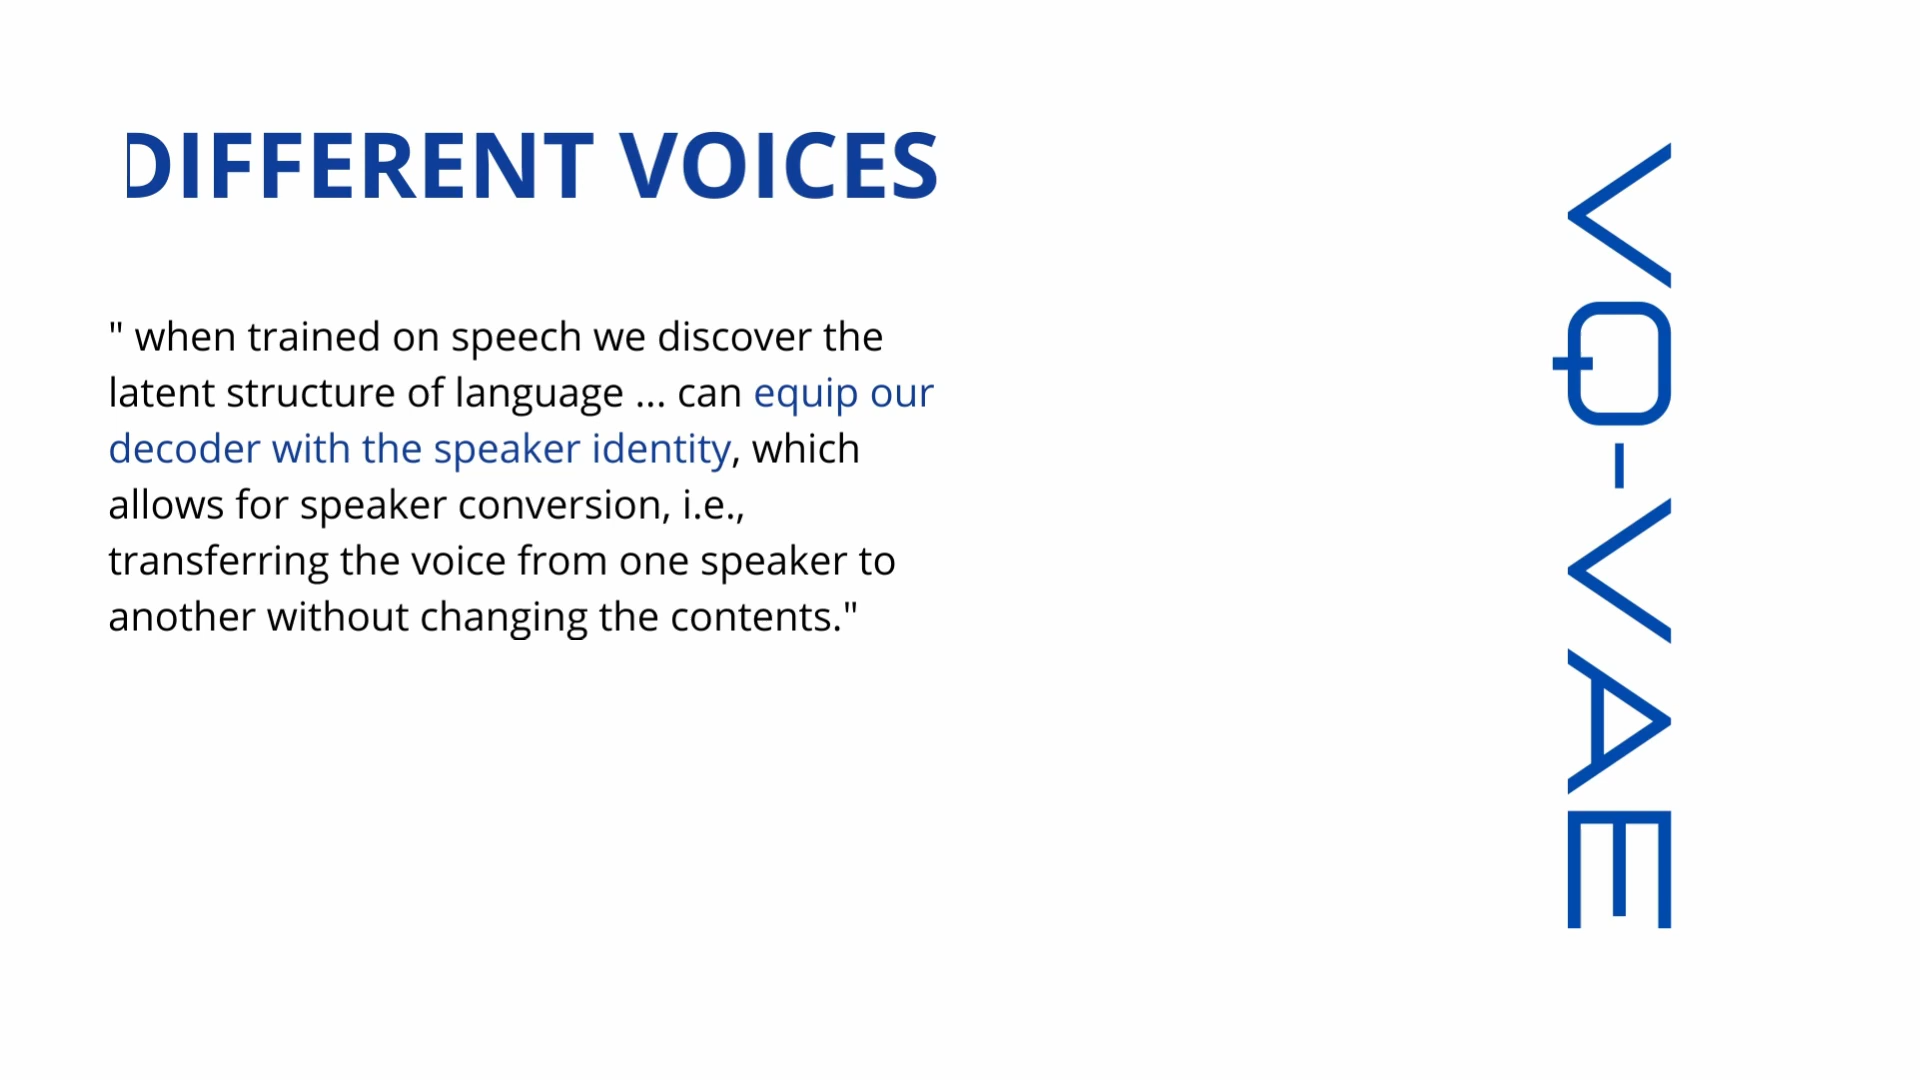 DIFFERENT VOICES
" when trained on speech we discover the
latent structure of language ... can equip our
decoder with the speaker identity, which
allows for speaker conversion, i.e.,
transferring the voice from one speaker to
another without changing the contents."
VQ-VAE